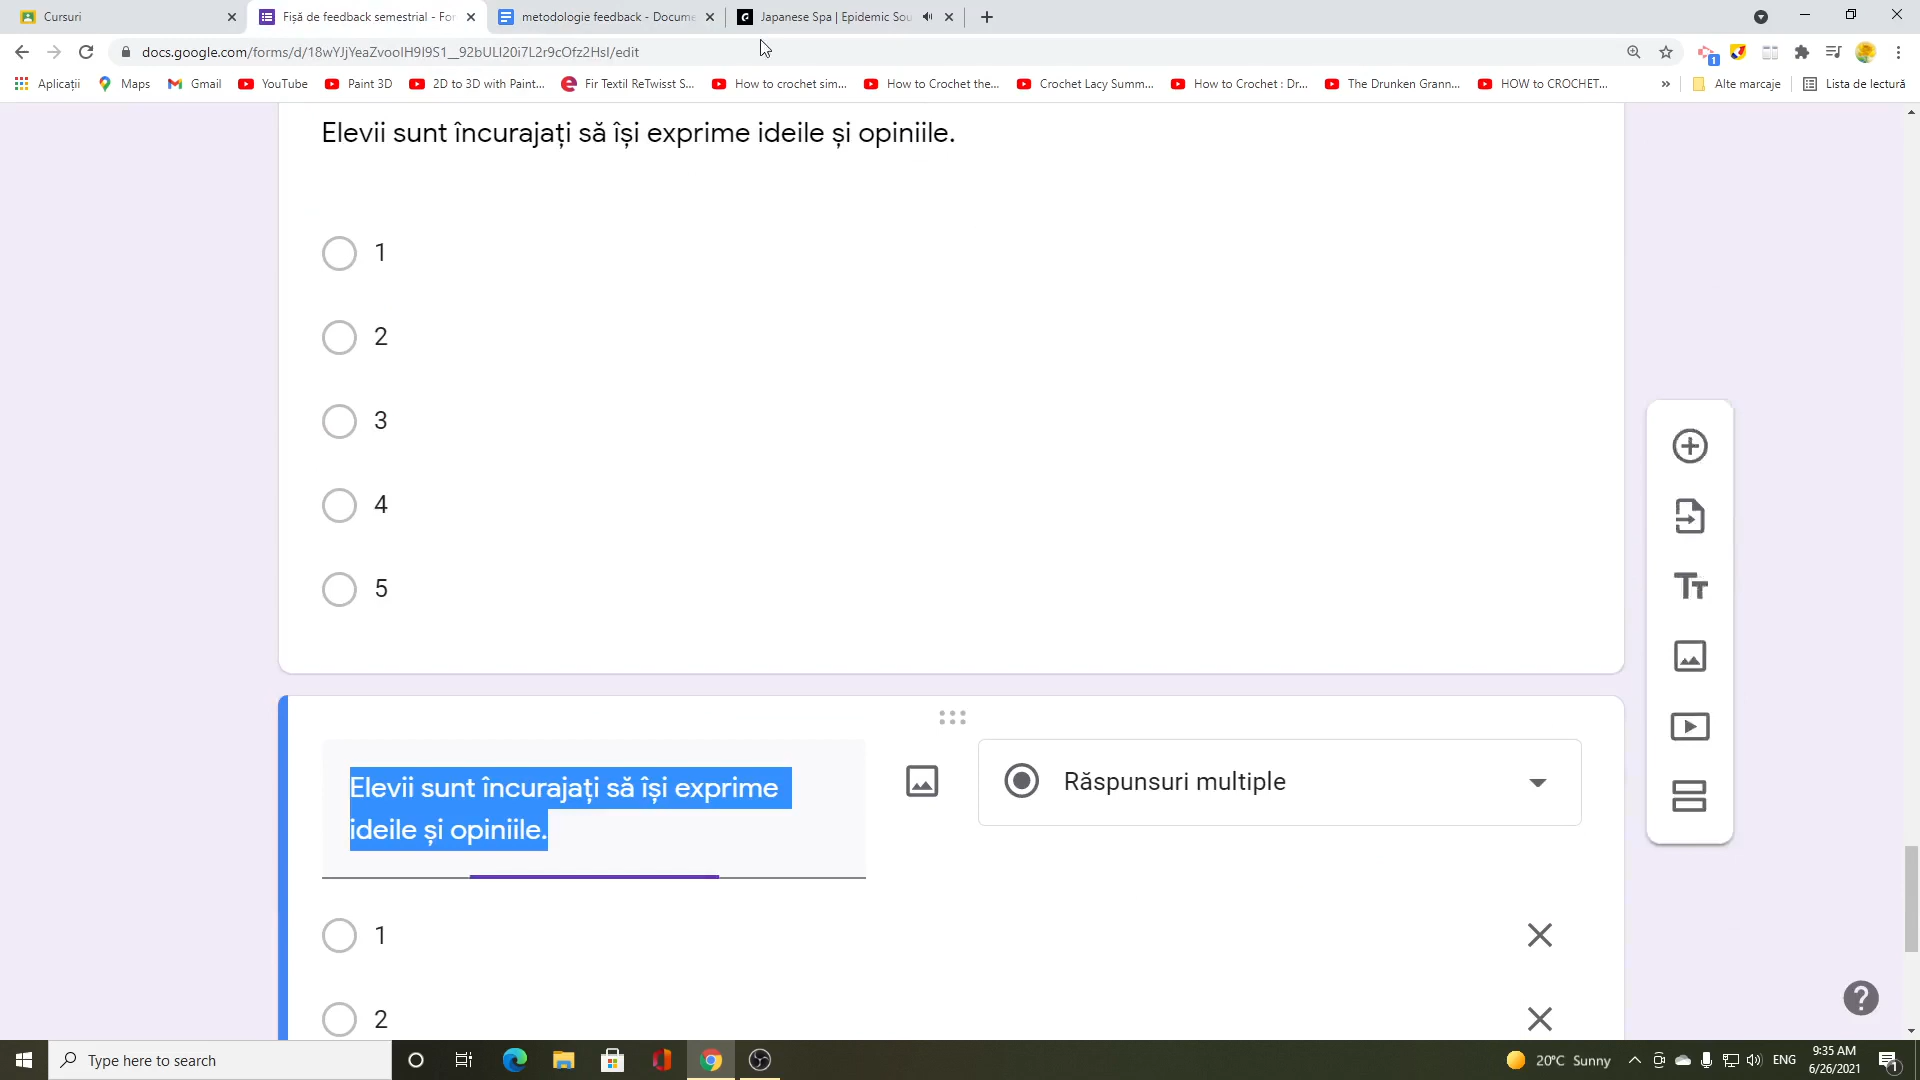 Cursuri
Fișă de feedback semestrial - For
metodologie feedback - Docume
Japanese Spa | Epidemic Sou
docs.google.com/forms/d/18wYJjYeaZvooIH9I9S1__92bULI20i7L2r9cOfz2HsI/edit
1
Aplicații
Maps
Gmail
YouTube
Paint 3D
2D to 3D with Paint...
Fir Textil ReTwisst S...
How to crochet sim...
How to Crochet the...
Crochet Lacy Summ...
How to Crochet : Dr...
The Drunken Grann...
HOW to CROCHET...
»
Alte marcaje
Lista de lectură
Elevii sunt încurajați să își exprime ideile și opiniile.
1
2
3
4
5
Elevii sunt încurajați să își exprime
ideile și opiniile.
Răspunsuri multiple
1
2
Type here to search
20°C Sunny
ENG
9:35 AM
6/26/2021
1